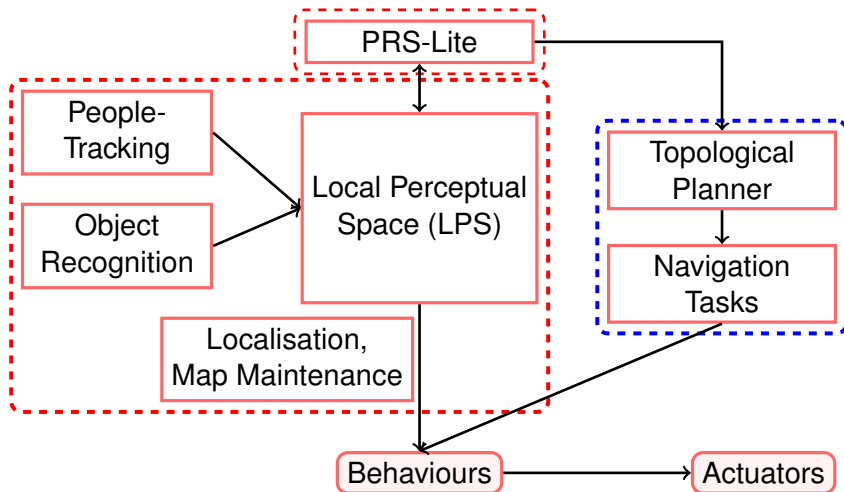 PRS-Lite
People-
Tracking
Object
Recognition
Local Perceptual
Space (LPS)
Localisation,
Map Maintenance
Topological
Planner
Navigation
Tasks
Behaviours
Actuators